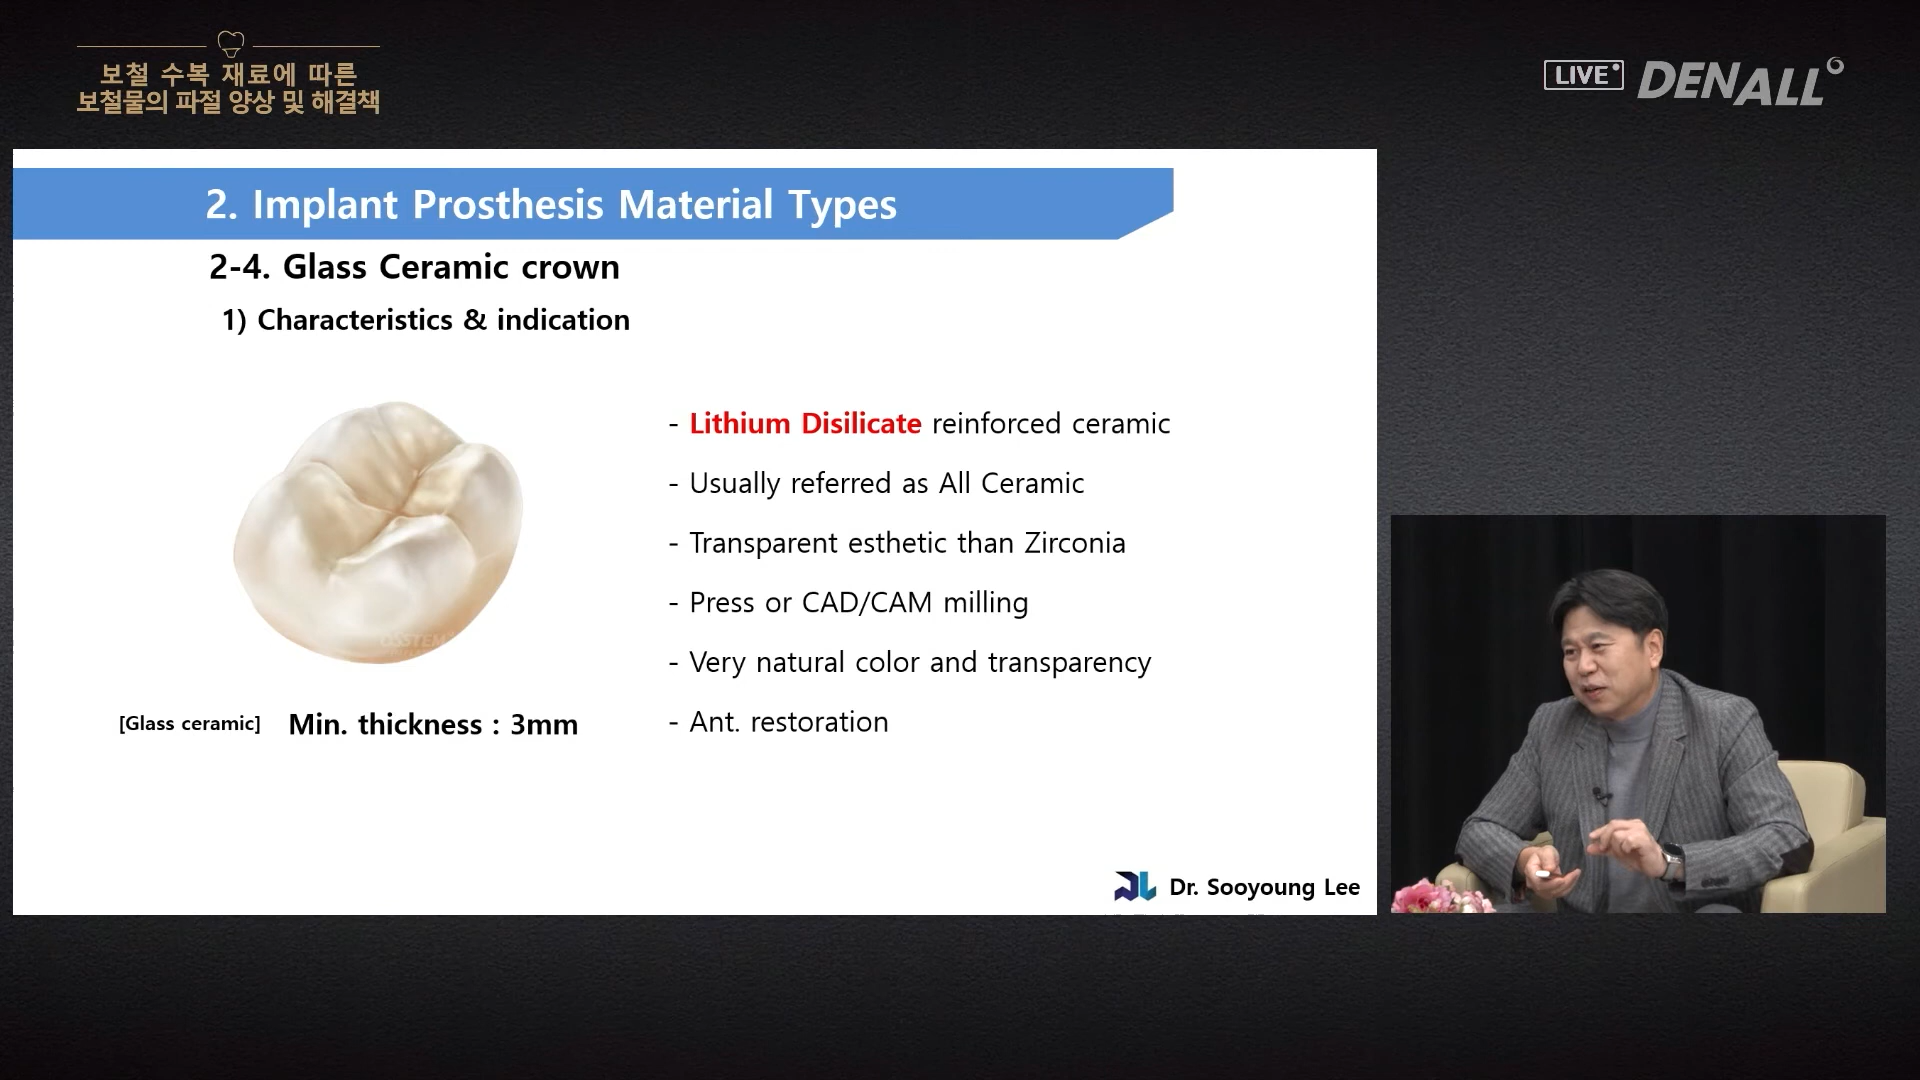 보철 수복 재료에 따른
보철물의 파절 양상 및 해결책
LIVE
DENALL
2. Implant Prosthesis Material Types
2-4. Glass Ceramic crown
1) Characteristics & indication
- Lithium Disilicate reinforced ceramic
- Usually referred as All Ceramic
- Transparent esthetic than Zirconia
- Press or CAD/CAM milling
- Very natural color and transparency
- Ant. restoration
OSSTEM
[Glass ceramic] Min. thickness : 3mm
Dr. Sooyoung Lee